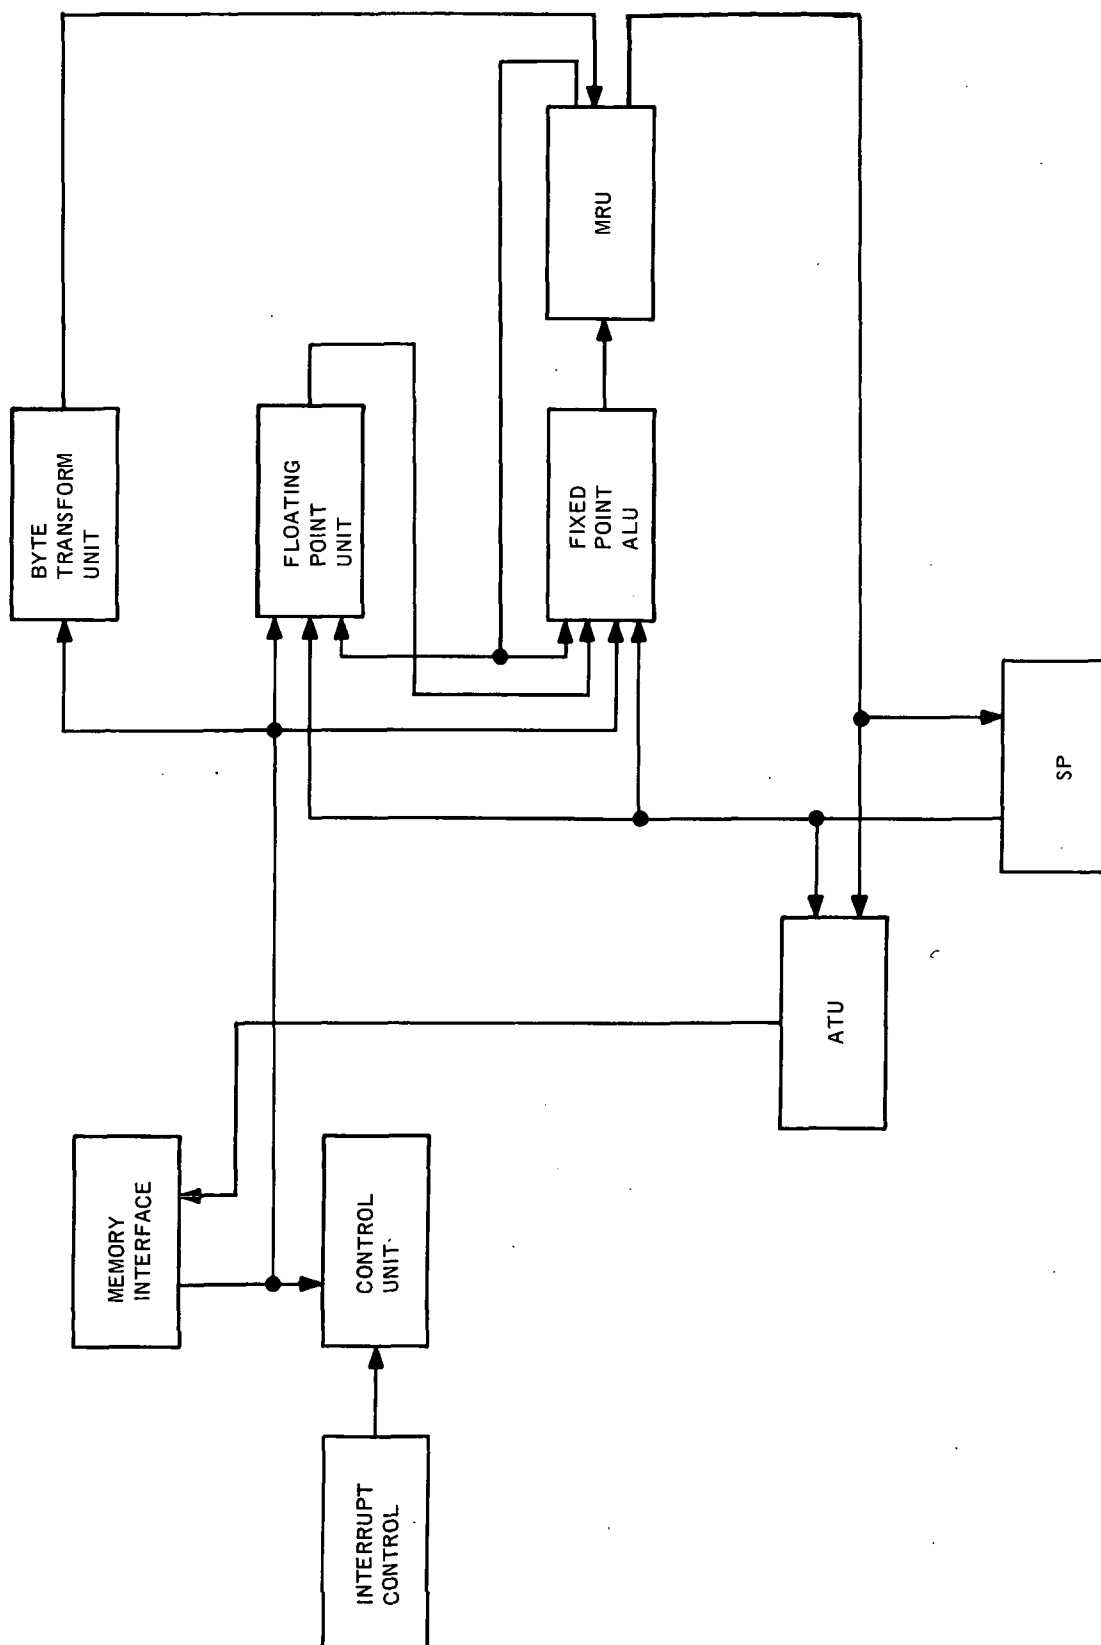 BYTE
TRANSFORM
UNIT
FLOATING
POINT
UNIT
FIXED
POINT
ALU
MRU
MEMORY
INTERFACE
CONTROL
UNIT
INTERRUPT
CONTROL
ATU
SP